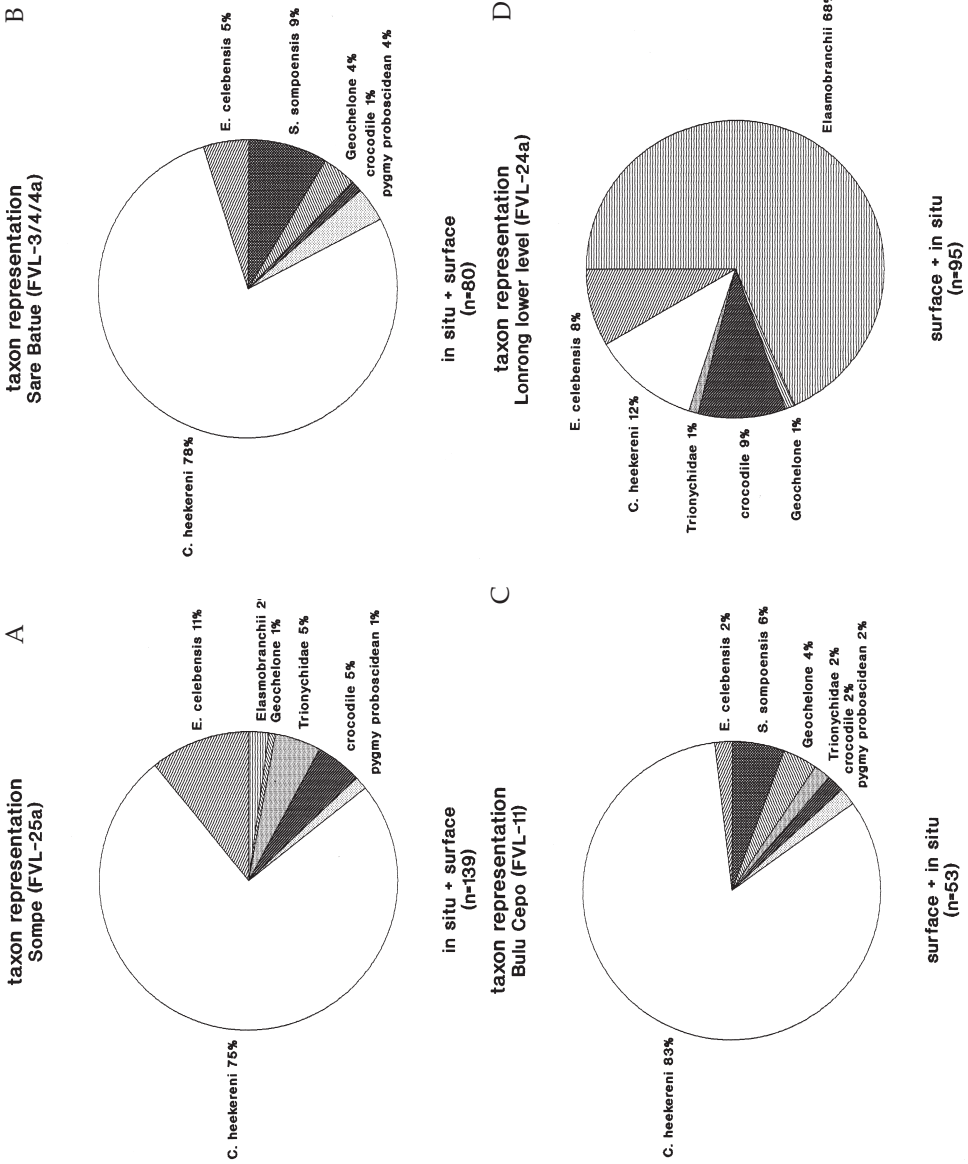 A
taxon representation
Sompe (FVL-25a)
C. heekereni 75%
E. celebensis 11%
Elasmobranchii 2
Geochelone 1%
Trionychidae 5%
crocodile 5%
pygmy proboscidean 1%
in situ + surface
(n=139)
B
taxon representation
Sare Batue (FVL-3/4/4a)
C. heekereni 78%
E. celebensis 5%
S. sompoensis 9%
Geochelone 4%
crocodile 1%
pygmy proboscidean 4%
in situ + surface
(n=80)
C
taxon representation
Bulu Cepo (FVL-11)
C. heekereni 83%
E. celebensis 2%
S. sompoensis 6%
Geochelone 4%
Trionychidae 2%
crocodile 2%
pygmy proboscidean 2%
surface + in situ
(n=53)
D
taxon representation
Lonrong lower level (FVL-24a)
E. celebensis 8%
C. heekereni 12%
Trionychidae 1%
crocodile 9%
Geochelone 1%
Elasmobranchii 68%
surface + in situ
(n=95)